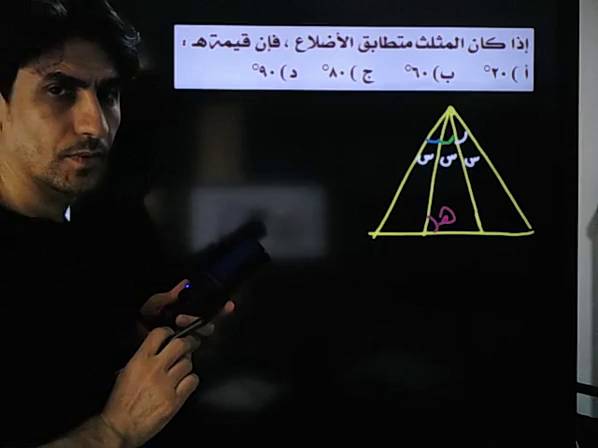 إذا كان المثلث متطابق الأضلاع ، فإن قيمة هـ :
أ ) ٢٠° ب) ٦٠° ج ) ٨٠° د ) ٩٠°
س س س
هـ